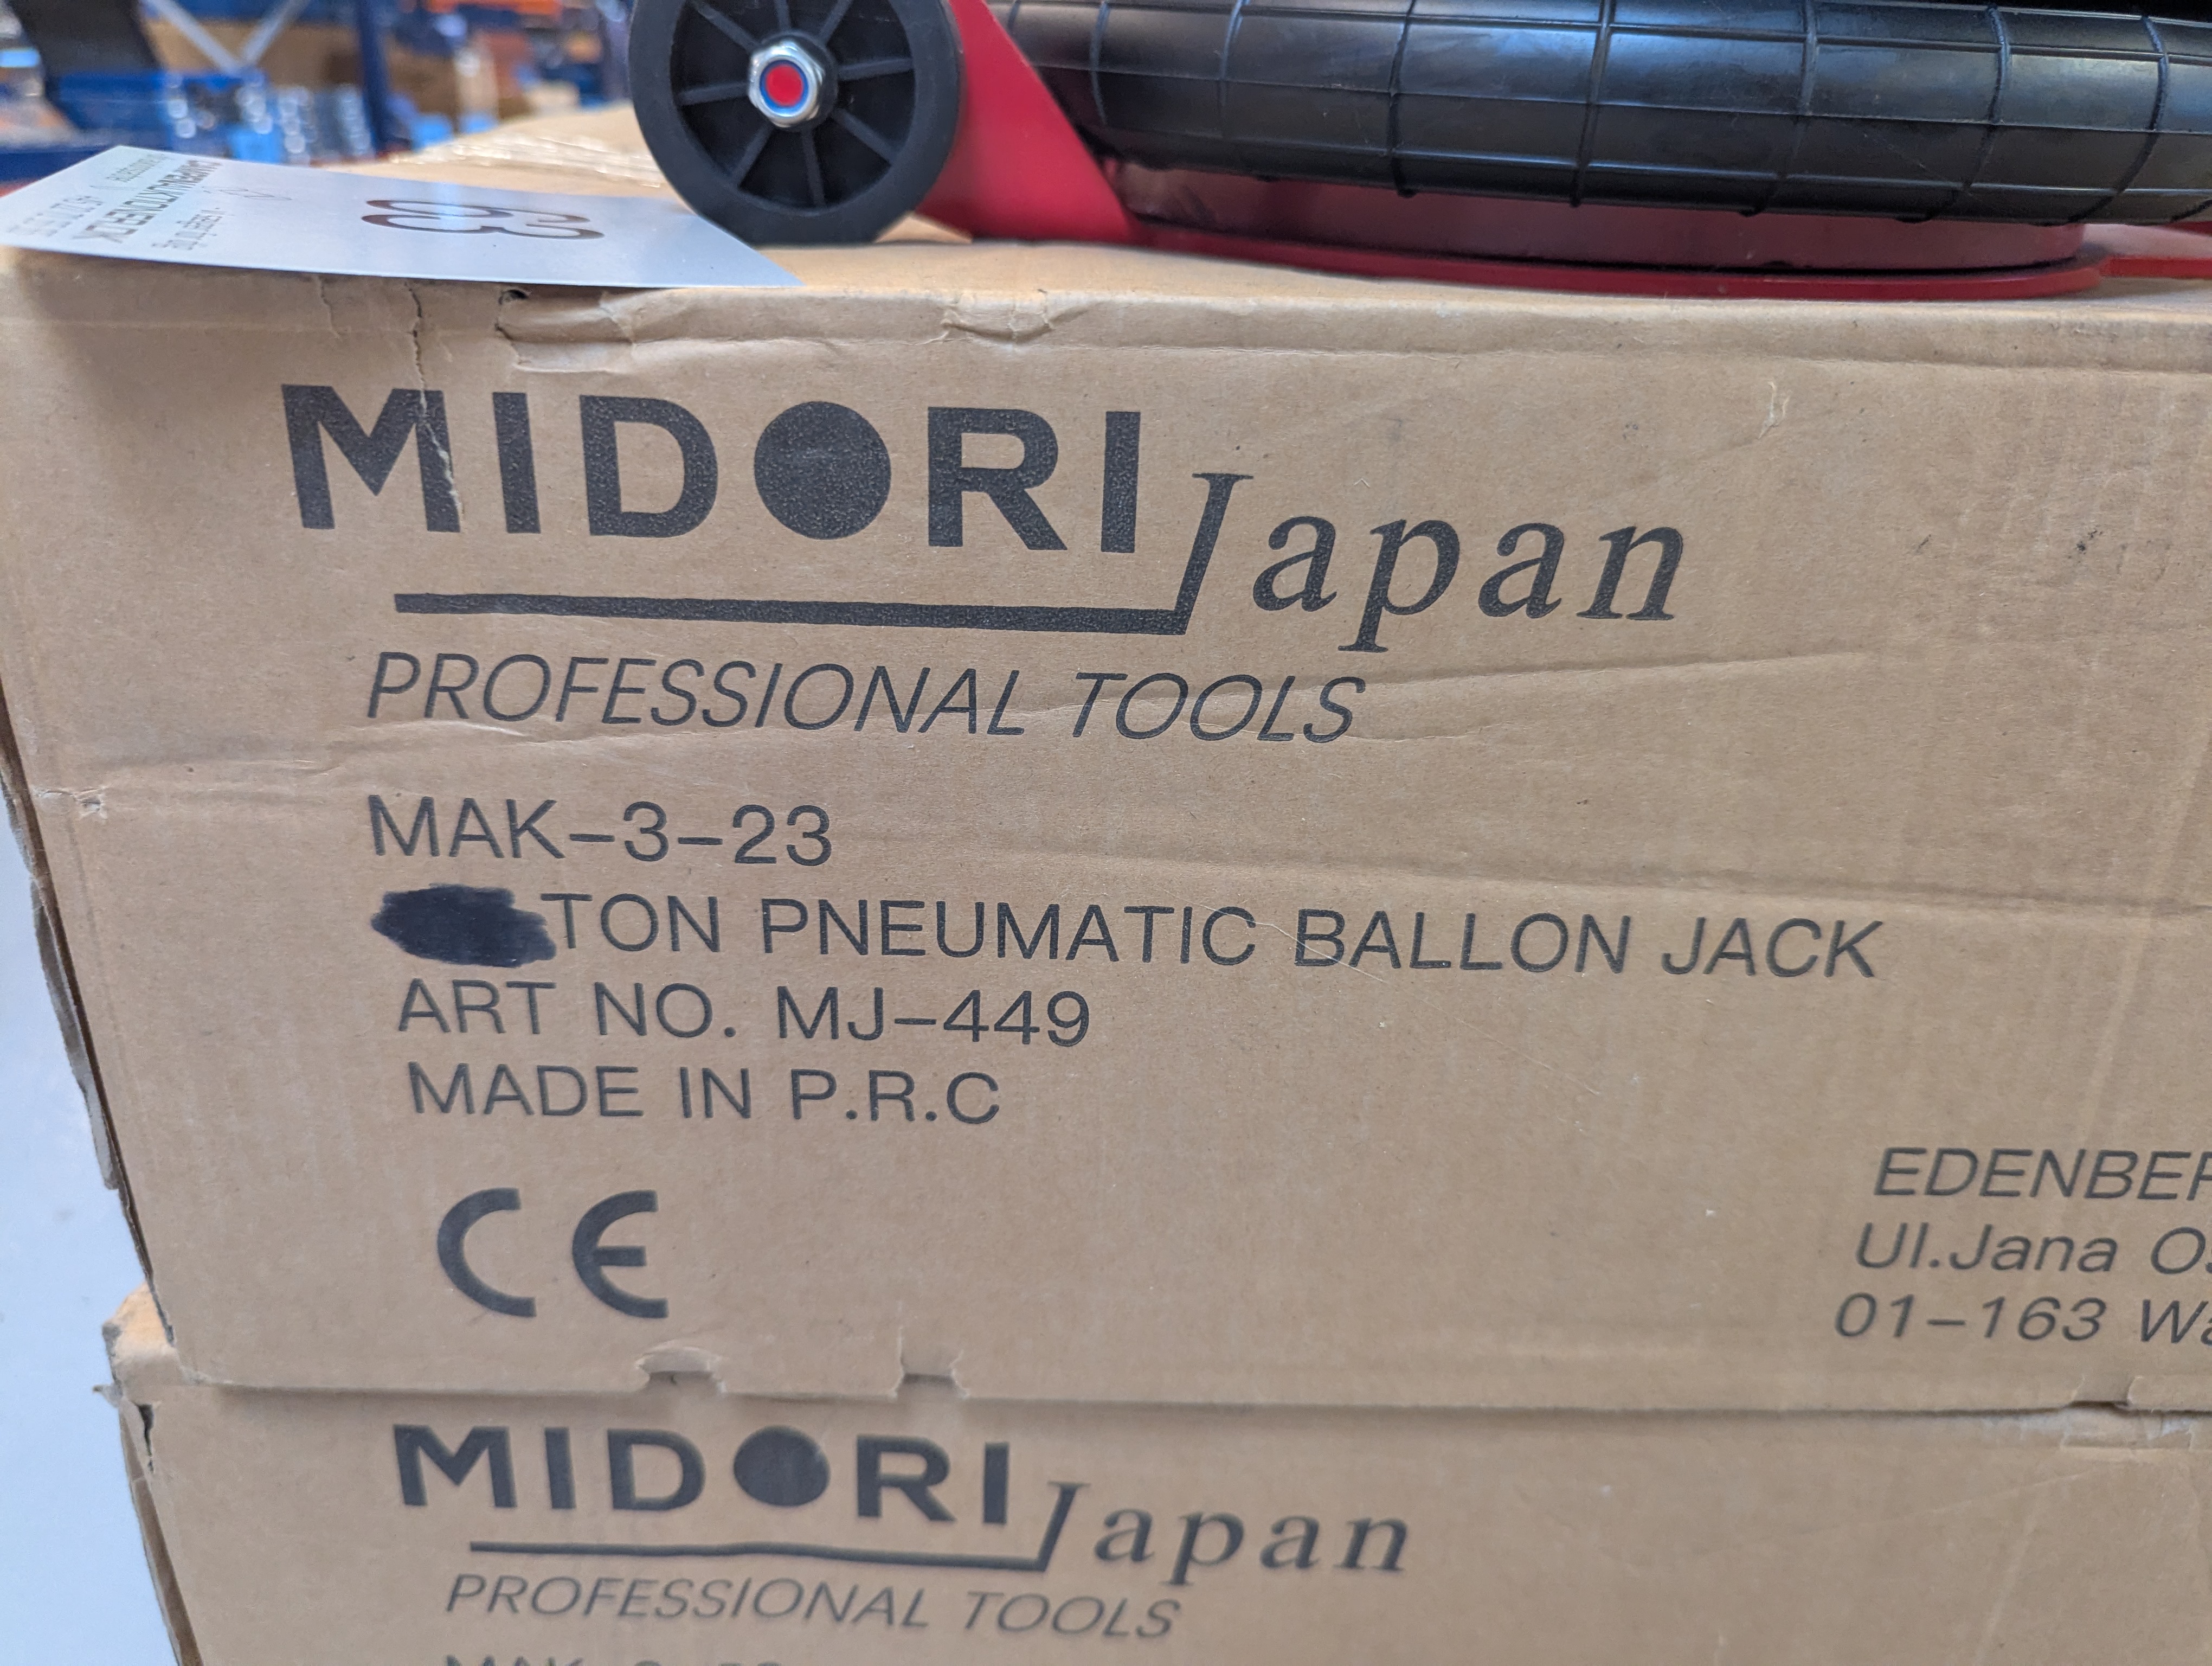 53
MIDORI Japan
PROFESSIONAL TOOLS
MAK-3-23
TON PNEUMATIC BALLON JACK
ART NO. MJ-449
MADE IN P.R.C
CE
EDENBER
Ul.Jana
01-163
MIDORI Japan
PROFESSIONAL TOOLS